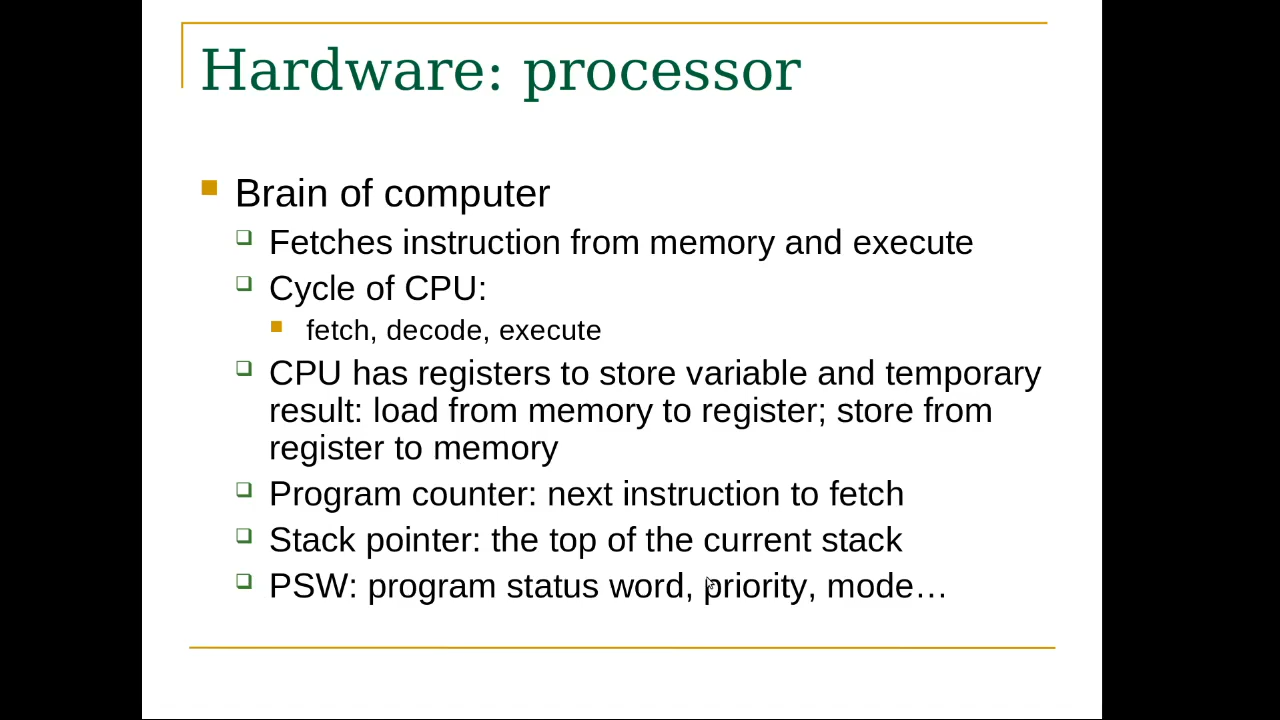 Hardware: processor
Brain of computer
Fetches instruction from memory and execute
Cycle of CPU:
fetch, decode, execute
CPU has registers to store variable and temporary
result: load from memory to register; store from
register to memory
Program counter: next instruction to fetch
Stack pointer: the top of the current stack
PSW: program status word, priority, mode…